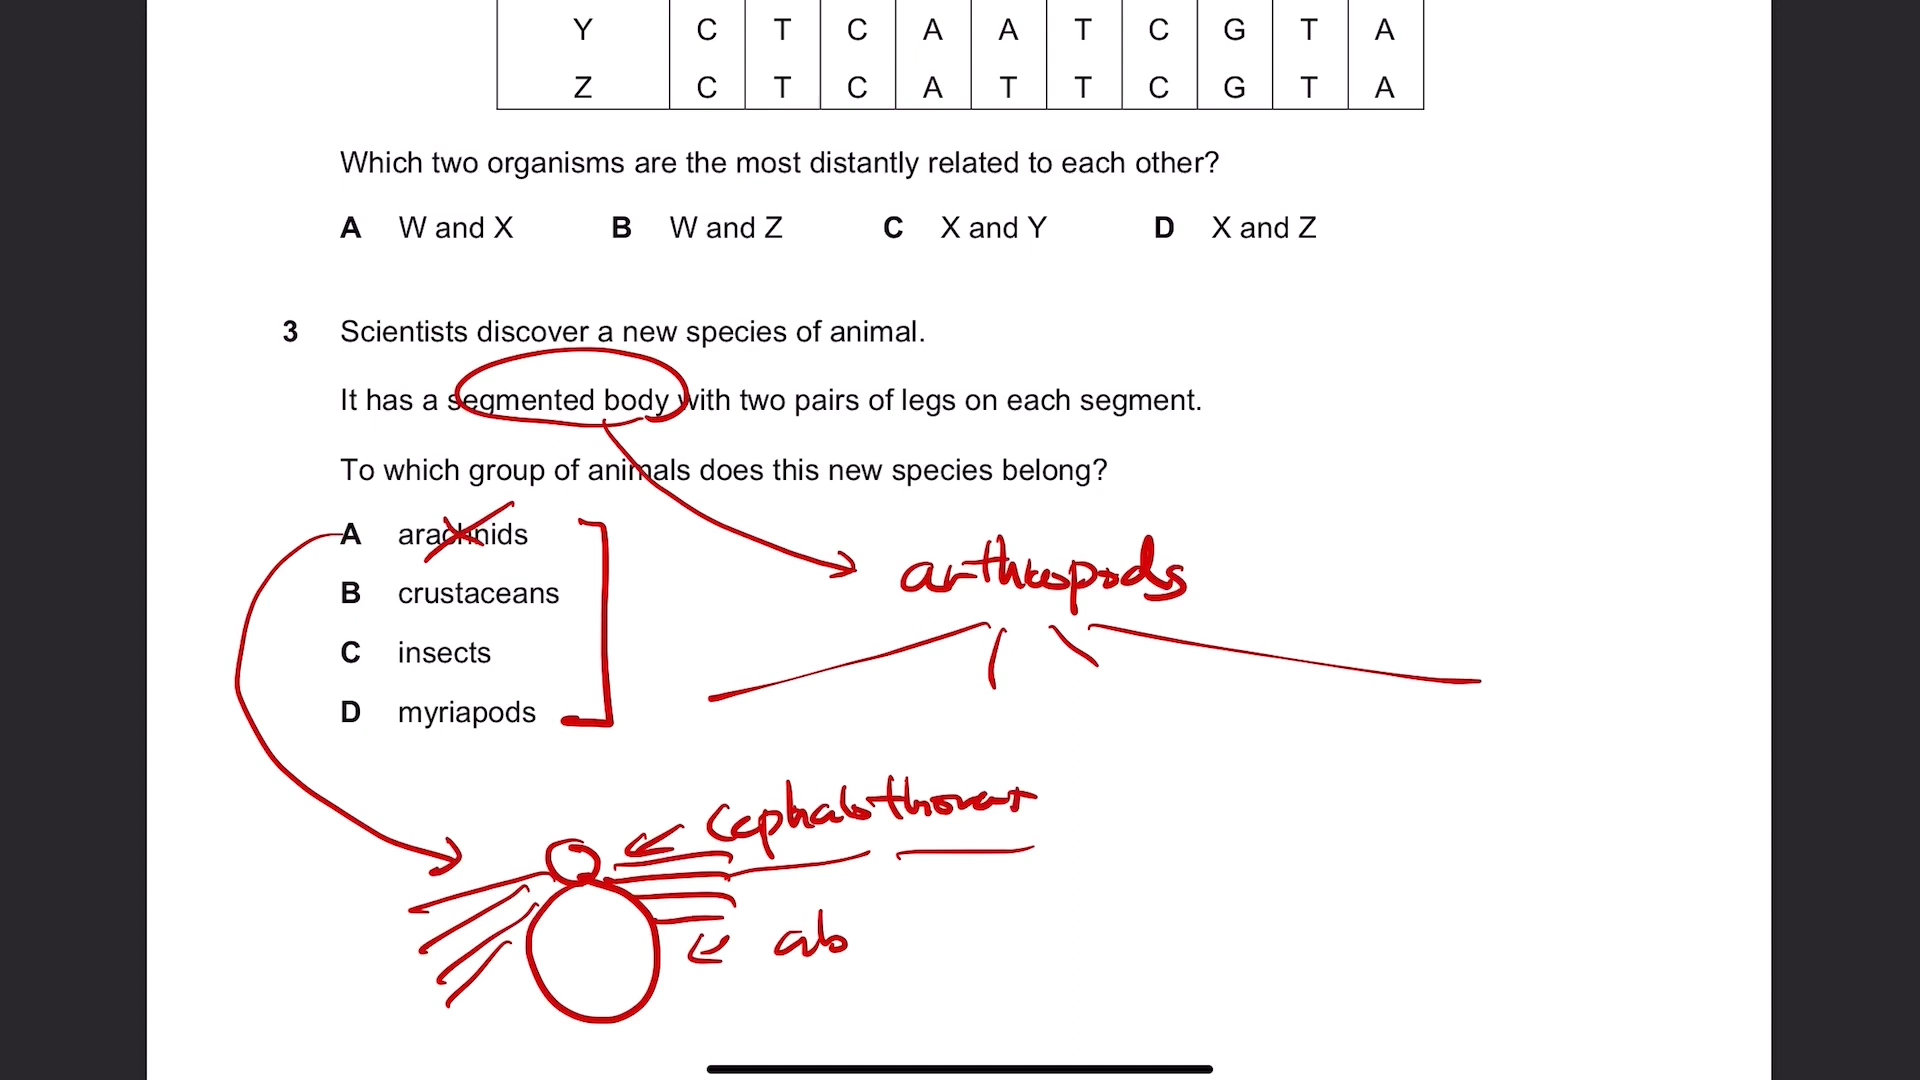 Y C T C A A T C G T A
Z C T C A T T C G T A
Which two organisms are the most distantly related to each other?
A W and X B W and Z C X and Y D X and Z
3 Scientists discover a new species of animal.
It has a segmented body with two pairs of legs on each segment.
To which group of animals does this new species belong?
A arachnids
arthropods
B crustaceans
C insects
D myriapods
Cephalothorax
ab